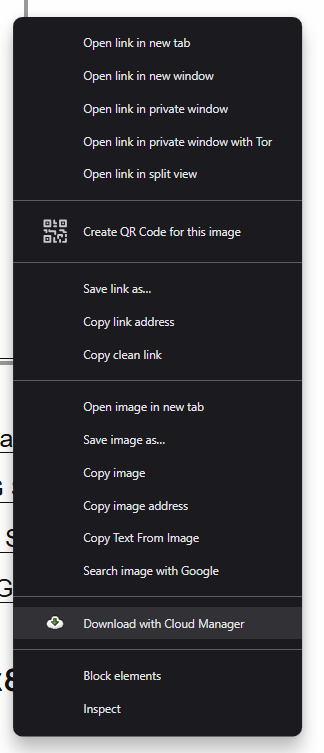 Open link in new tab
Open link in new window
Open link in private window
Open link in private window with Tor
Open link in split view
Create QR Code for this image
Save link as...
Copy link address
Copy clean link
Open image in new tab
Save image as...
Copy image
Copy image address
Copy Text From Image
Search image with Google
Download with Cloud Manager
Block elements
Inspect